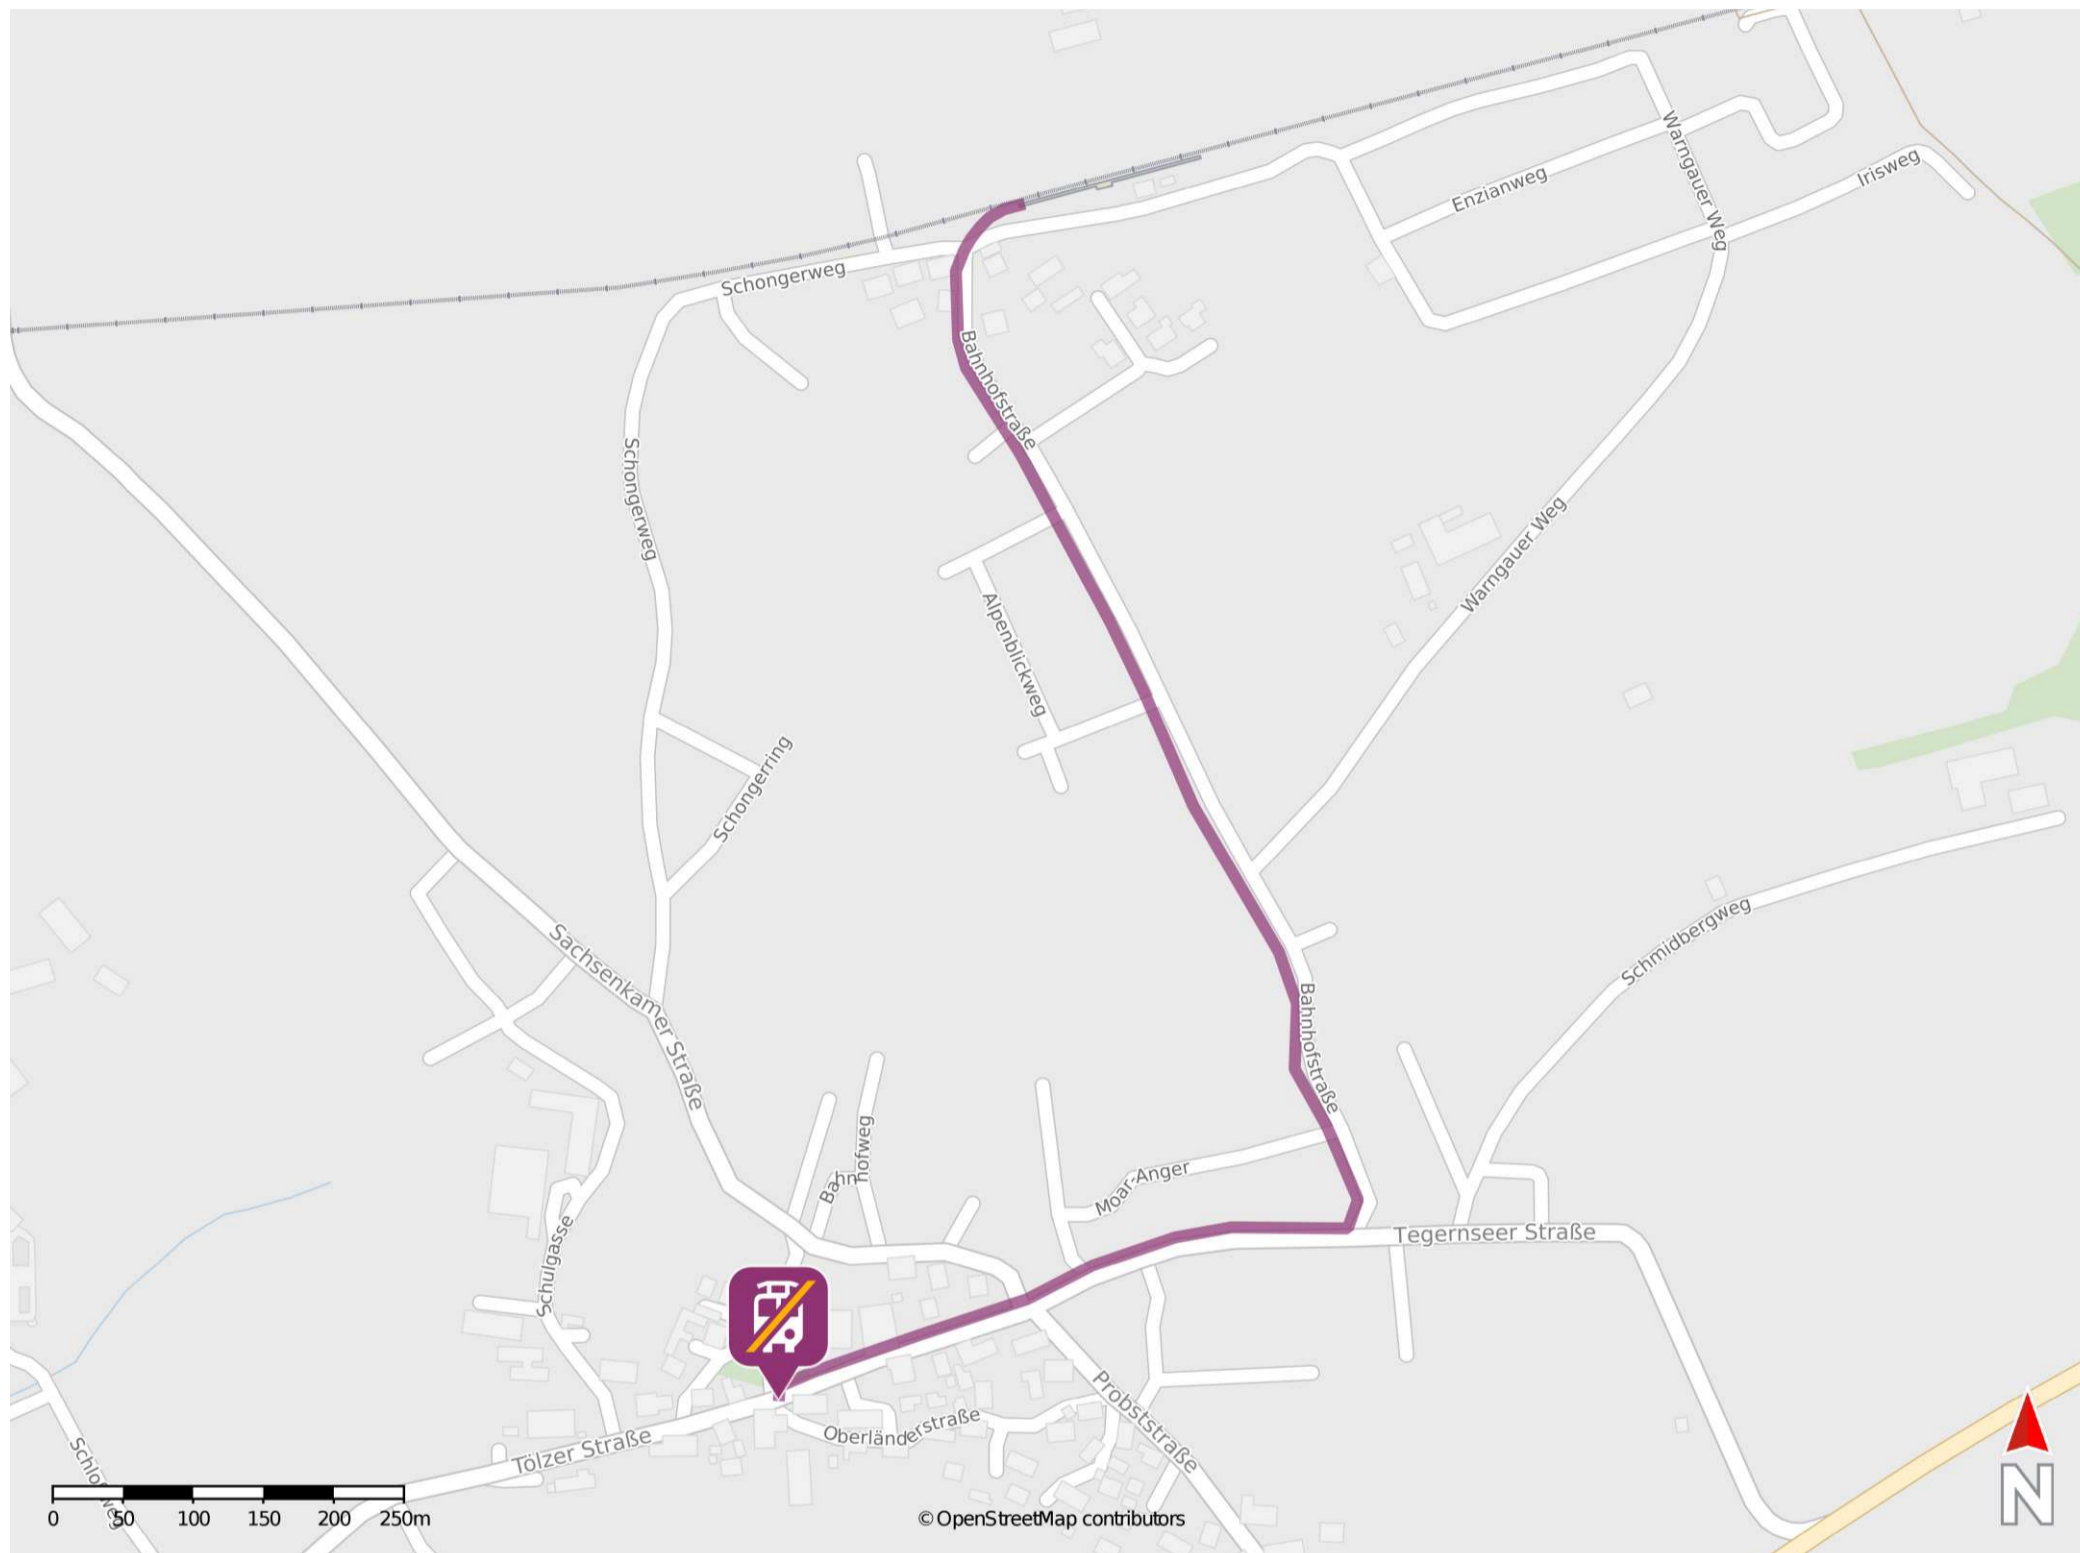 Warngauer Weg
Irisweg
Enzianweg
Schongerweg
Bahnhofstraße
Schongerweg
Warngauer Weg
Alpenblickweg
Schongerring
Schmidbergweg
Sachsenkamer Straße
Bahnhofstraße
Bahnhofweg
Moar-Anger
Tegernseer Straße
Schulgasse
Probststraße
Oberländerstraße
Tölzer Straße
0 50 100 150 200 250m
© OpenStreetMap contributors
N